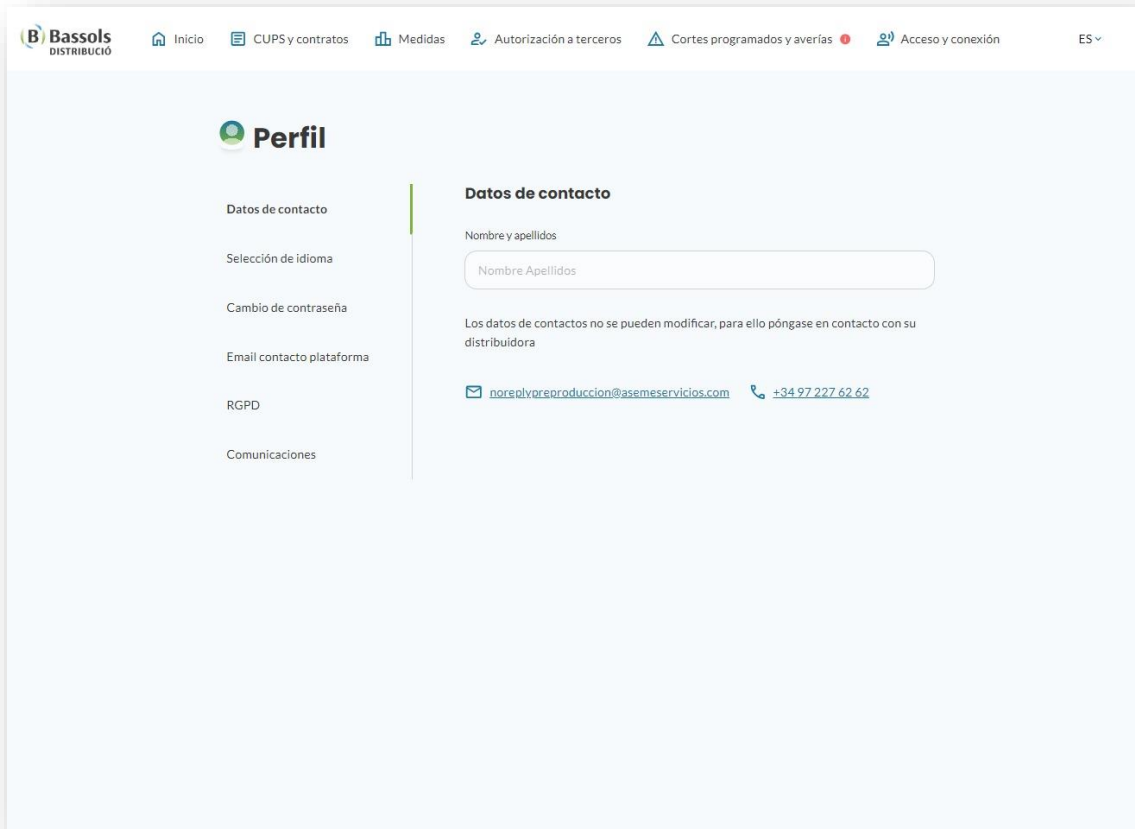 (B) Bassols
DISTRIBUCIÓ
Inicio
CUPS y contratos
Medidas
Autorización a terceros
Cortes programados y averías
Acceso y conexión
ES
Perfil
Datos de contacto
Selección de idioma
Cambio de contraseña
Email contacto plataforma
RGPD
Comunicaciones
Datos de contacto
Nombre y apellidos
Nombre Apellidos
Los datos de contactos no se pueden modificar, para ello póngase en contacto con su
distribuidora
noreplypreproduccion@asemeservicios.com
+34 97 227 62 62